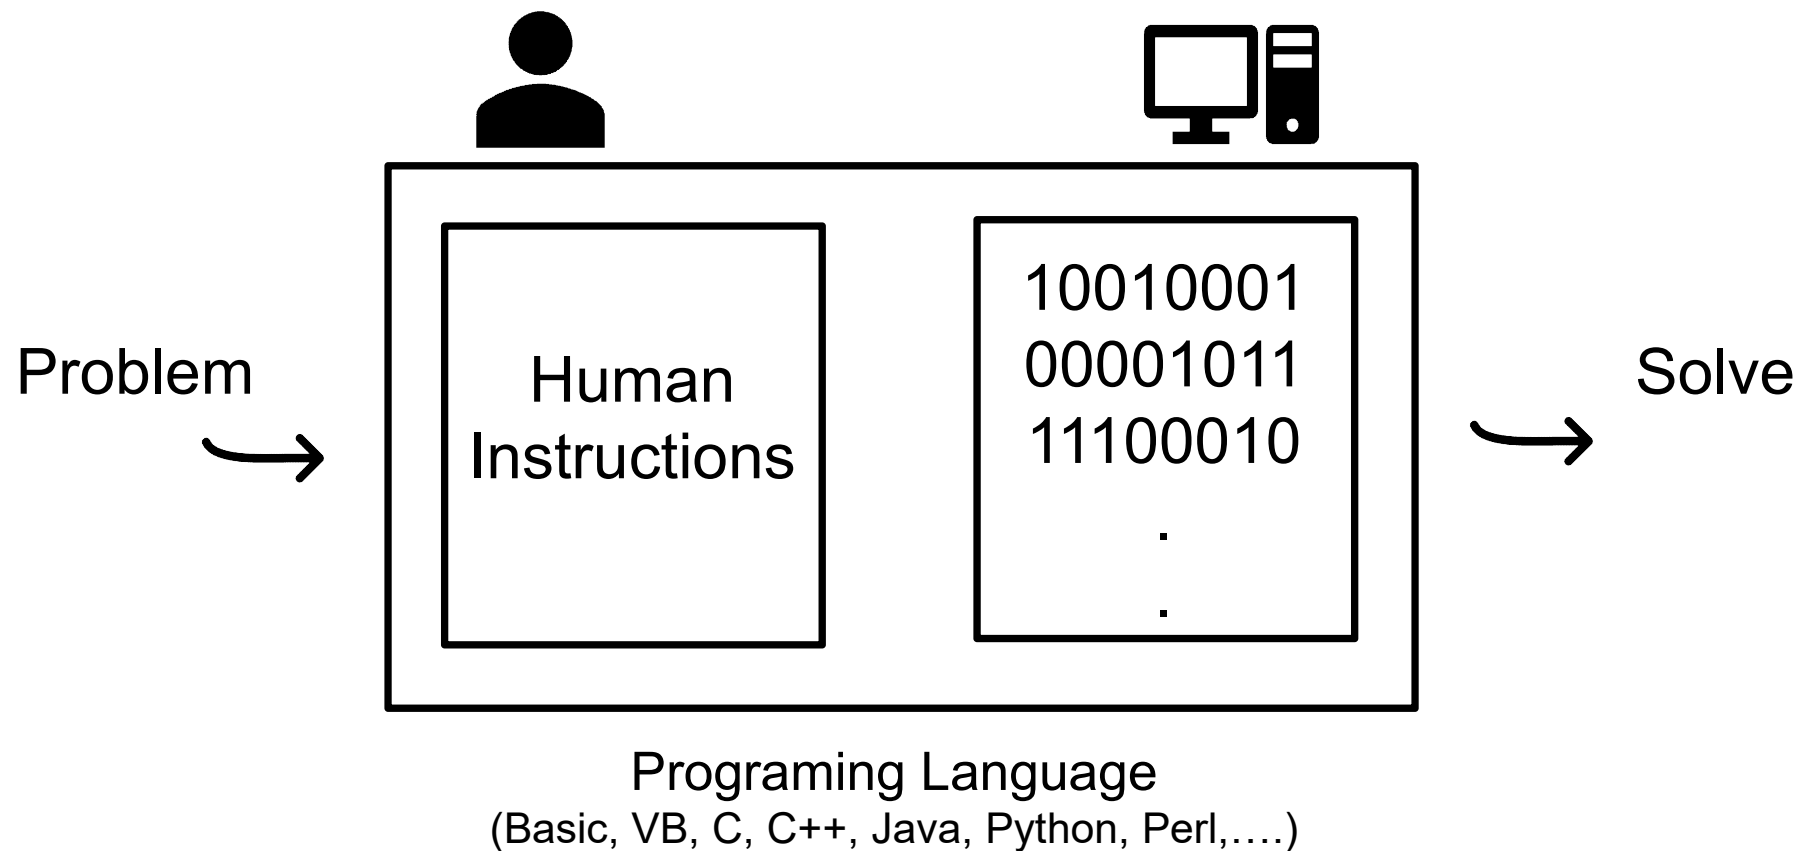 Problem
Human
Instructions
10010001
00001011
11100010
.
.
Solve
Programing Language
(Basic, VB, C, C++, Java, Python, Perl,....)